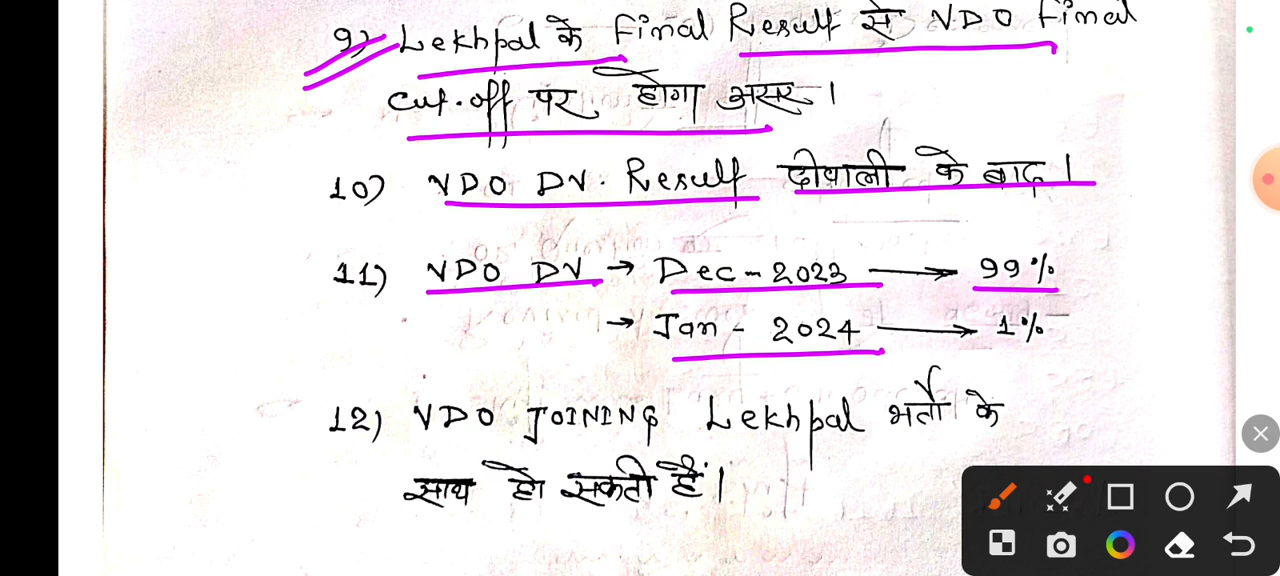 9) Lekhpal के Final Result से VDO Final
cut-off पर होगा असर।
10) VDO DV. Result दीपाली के बाद।
11) VDO DV → Dec-2023 → 99%
→ Jan - 2024 → 1%
12) VDO JOINING Lekhpal भर्ती के
साथ हो सकती हैं।